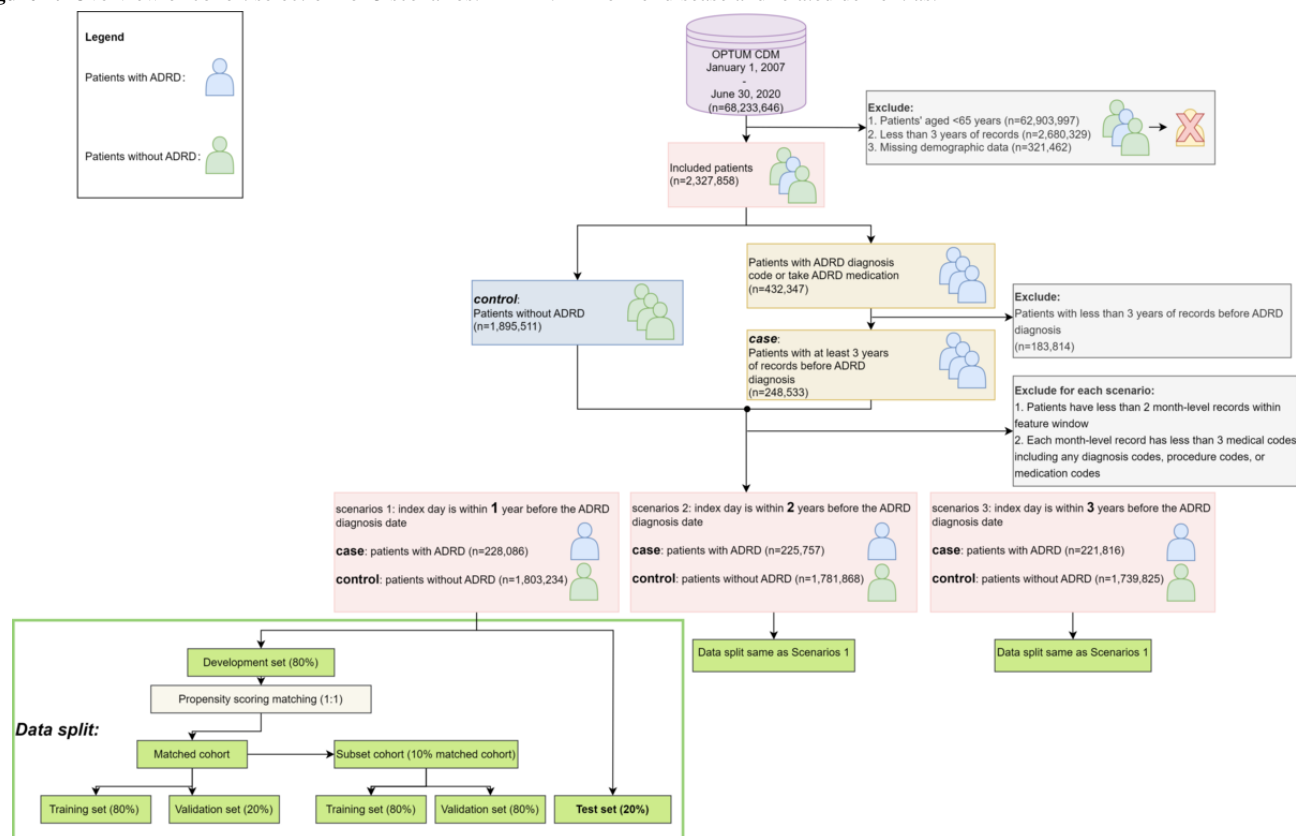 Legend
Patients with ADRD:
Patients without ADRD:
OPTUM CDM
January 1, 2007
-
June 30, 2020
(n=68,233,646)
Exclude:
1. Patients' aged <65 years (n=62,903,997)
2. Less than 3 years of records (n=2,680,329)
3. Missing demographic data (n=321,462)
Included patients
(n=2,327,858)
Patients with ADRD diagnosis
code or take ADRD medication
(n=432,347)
control:
Patients without ADRD
(n=1,895,511)
Exclude:
Patients with less than 3 years of records before ADRD
diagnosis
(n=183,814)
case:
Patients with at least 3 years
of records before ADRD
diagnosis
(n=248,533)
Exclude for each scenario:
1. Patients have less than 2 month-level records within
feature window
2. Each month-level record has less than 3 medical codes
including any diagnosis codes, procedure codes, or
medication codes
scenarios 1: index day is within 1 year before the ADRD
diagnosis date
case: patients with ADRD (n=228,086)
control: patients without ADRD (n=1,803,234)
scenarios 2: index day is within 2 years before the ADRD
diagnosis date
case: patients with ADRD (n=225,757)
control: patients without ADRD (n=1,781,868)
scenarios 3: index day is within 3 years before the ADRD
diagnosis date
case: patients with ADRD (n=221,816)
control: patients without ADRD (n=1,739,825)
Data split same as Scenarios 1
Data split same as Scenarios 1
Data split:
Development set (80%)
Propensity scoring matching (1:1)
Matched cohort
Subset cohort (10% matched cohort)
Training set (80%)
Validation set (20%)
Training set (80%)
Validation set (80%)
Test set (20%)